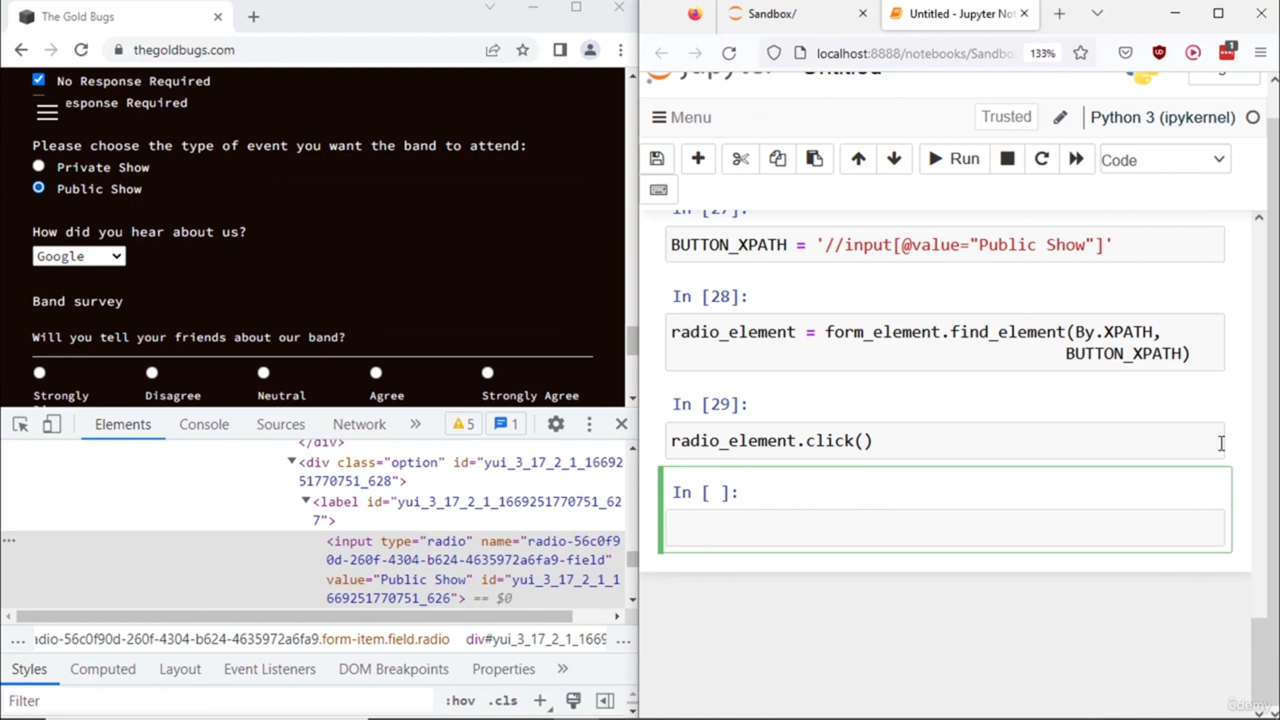 The Gold Bugs
thegoldbugs.com
No Response Required
esponse Required
Please choose the type of event you want the band to attend:
Private Show
Public Show
How did you hear about us?
Google
Band survey
Will you tell your friends about our band?
Strongly
Disagree
Neutral
Agree
Strongly Agree
Elements
Console
Sources
Network
5
1
</div>
<div class="option" id="yui_3_17_2_1_16692
51770751_628">
<label id="yui_3_17_2_1_1669251770751_62
7">
<input type="radio" name="radio-56c0f9
0d-260f-4304-b624-4635972a6fa9-field"
value="Public Show" id="yui_3_17_2_1_1
669251770751_626"> == $0
... adio-56c0f90d-260f-4304-b624-4635972a6fa9.form-item.field.radio div#yui_3_17_2_1_1669 ...
Styles
Computed
Layout
Event Listeners
DOM Breakpoints
Properties
Filter
:hov .cls
Sandbox/
Untitled - Jupyter Not
localhost:8888/notebooks/Sandbo
133%
1
Menu
Trusted
Python 3 (ipykernel)
Run
Code
In [27]:
BUTTON_XPATH = '//input[@value="Public Show"]'
In [28]:
radio_element = form_element.find_element(By.XPATH,
BUTTON_XPATH)
In [29]:
radio_element.click()
In [ ]: